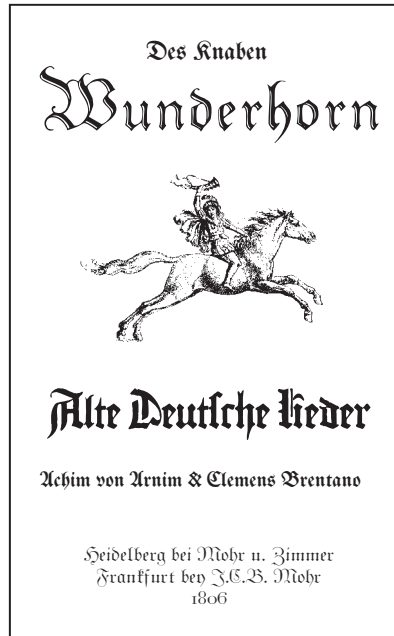 Des Knaben
Wunderhorn
Alte Deutsche Lieder
Achim von Arnim & Clemens Brentano
Heidelberg bei Mohr u. Zimmer
Frankfurt bey J.C.B. Mohr
1806